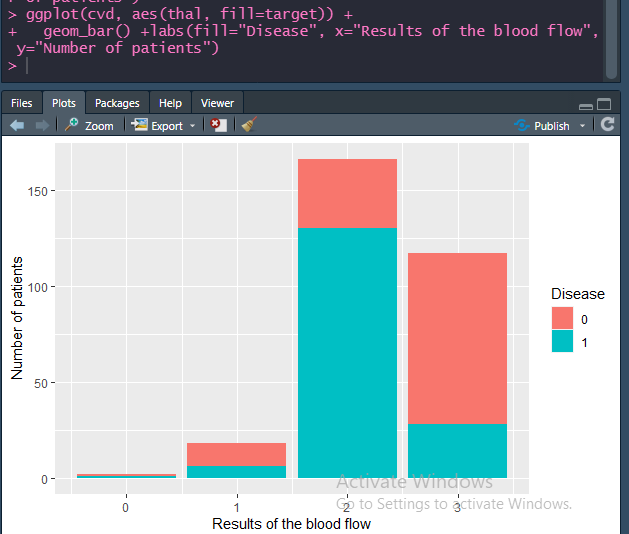 > ggplot(cvd, aes(thal, fill=target)) +
+   geom_bar() +labs(fill="Disease", x="Results of the blood flow",
y="Number of patients")
>
Files Plots Packages Help Viewer
Zoom Export Publish
Number of patients
150
100
50
0
0 1 2 3
Results of the blood flow
Disease
0
1
Activate Windows
Go to Settings to activate Windows.